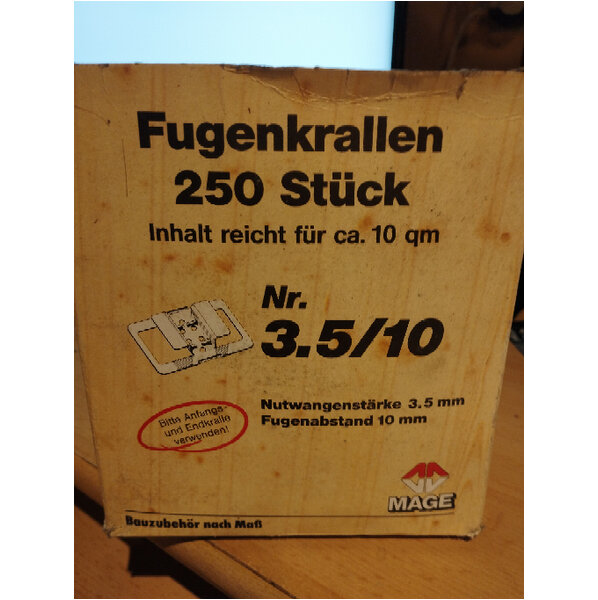 Fugenkrallen
250 Stück
Inhalt reicht für ca. 10 qm
Nr.
3.5/10
Nutwangenstärke 3.5 mm
Fugenabstand 10 mm
Bitte Anfangs-
und Endkralle
verwenden!
MAGE
Bauzubehör nach Maß